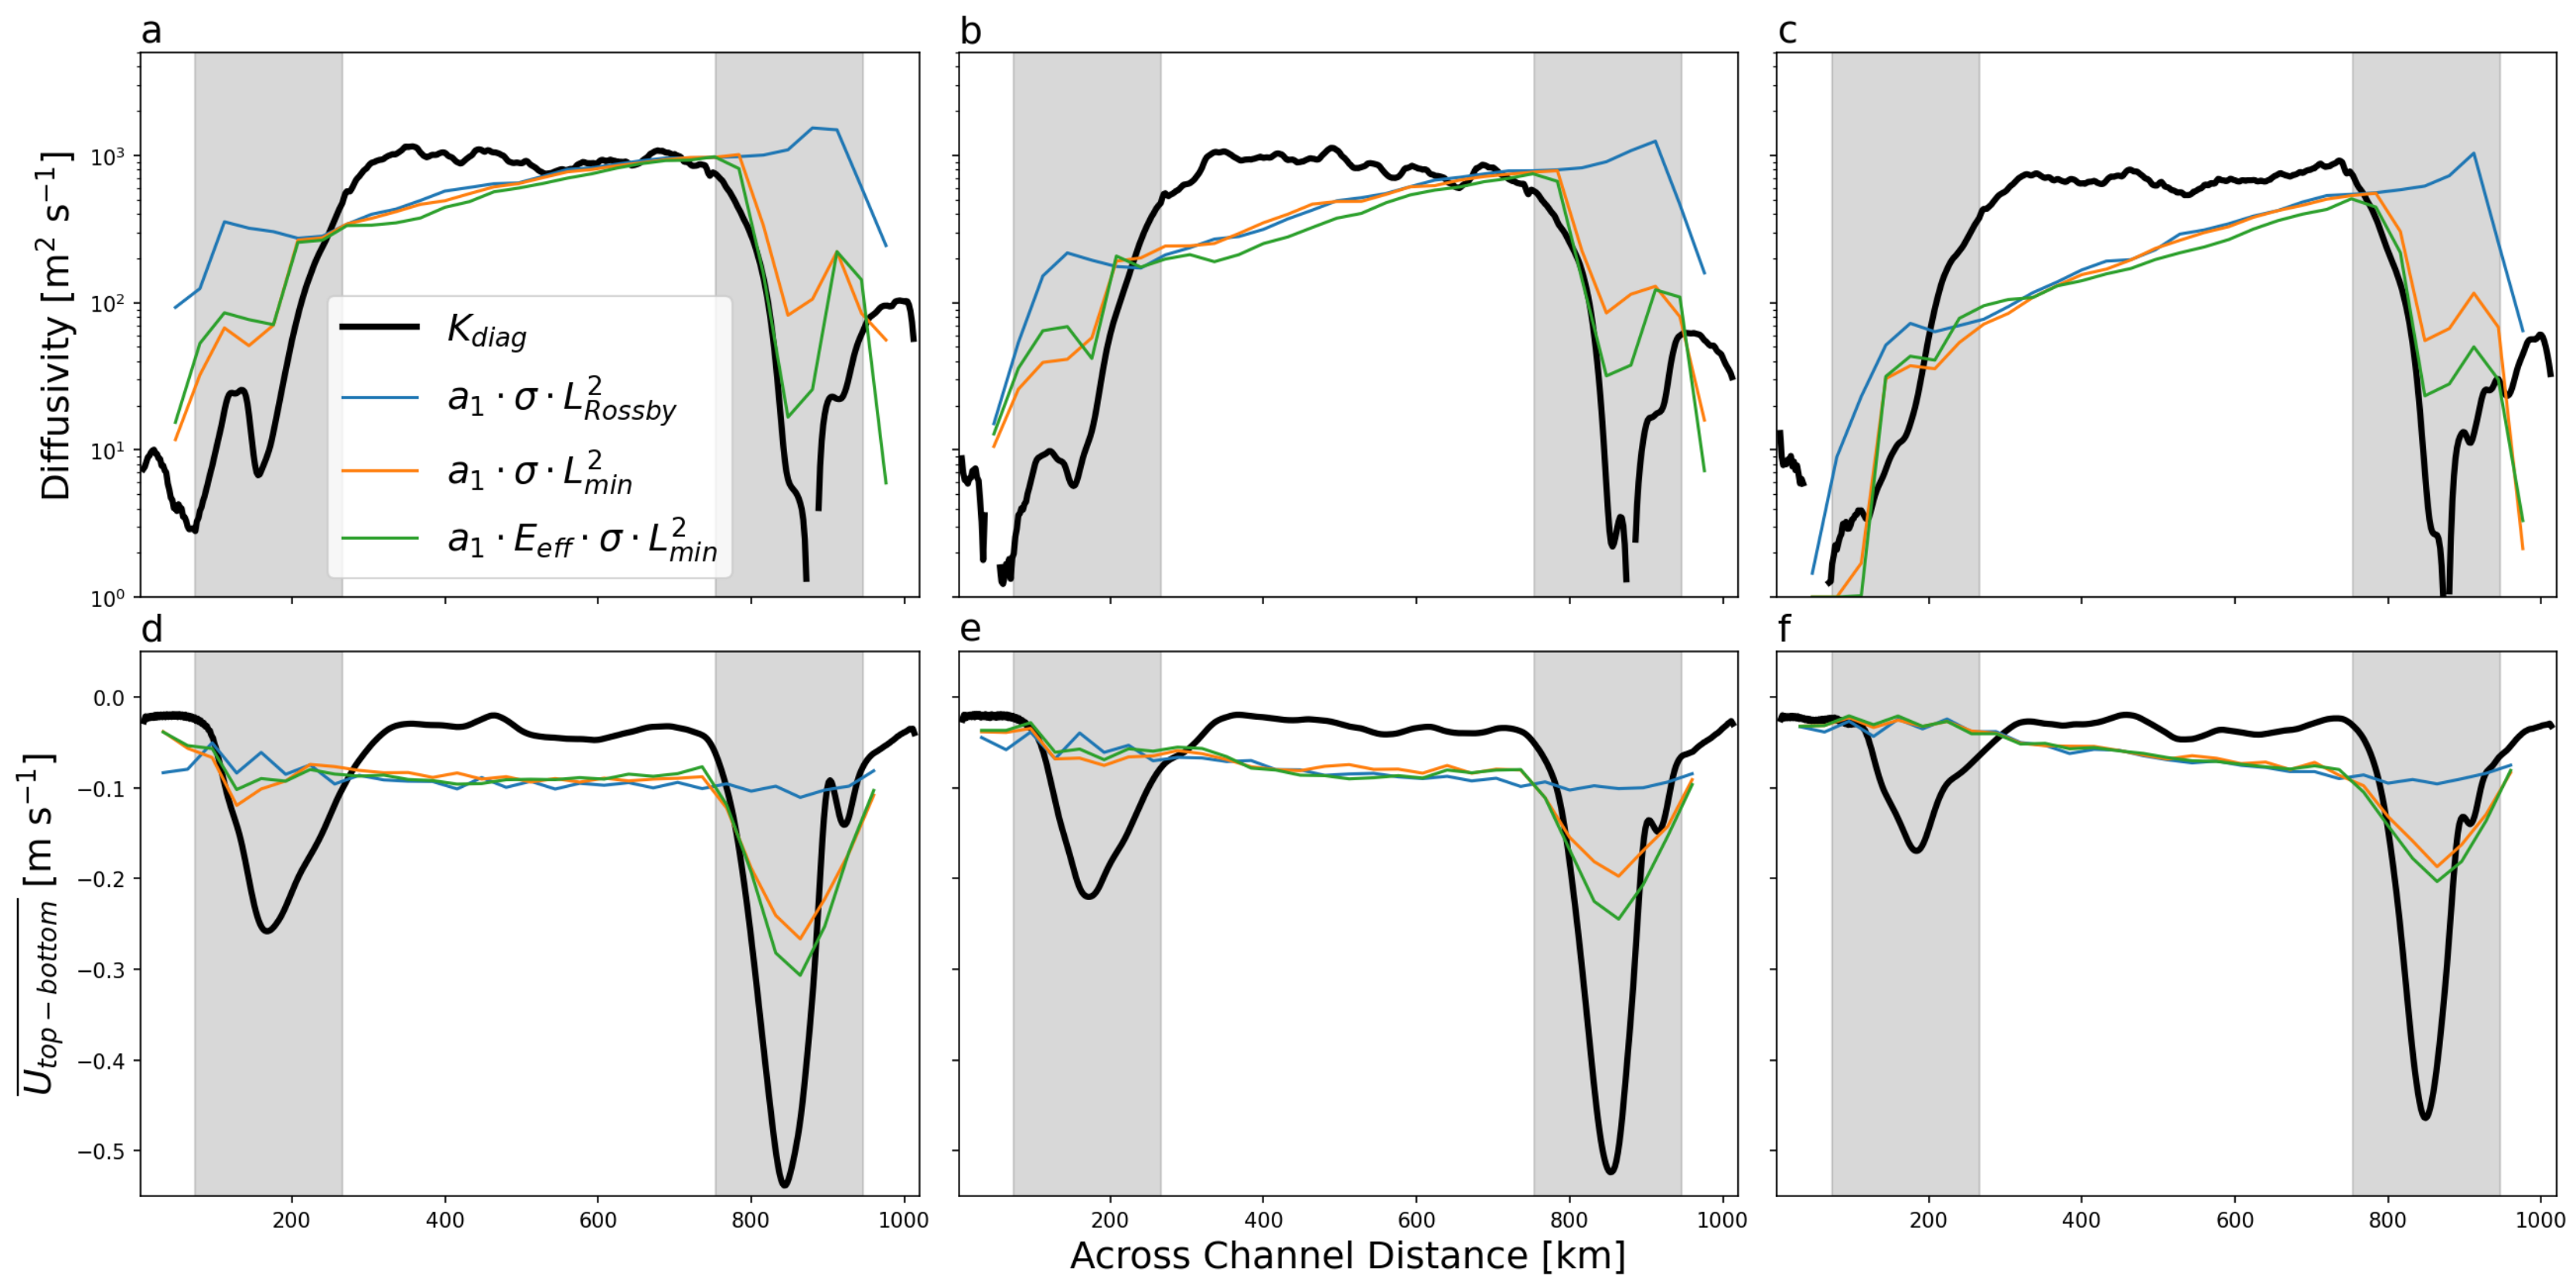 a b c
Diffusivity [m² s⁻¹]
10³
10²
10¹
10⁰
K_diag
a₁ · σ · L²_Rossby
a₁ · σ · L²_min
a₁ · E_eff · σ · L²_min
d e f
U_top−bottom [m s⁻¹]
0.0
−0.1
−0.2
−0.3
−0.4
−0.5
200 400 600 800 1000 200 400 600 800 1000 200 400 600 800 1000
Across Channel Distance [km]